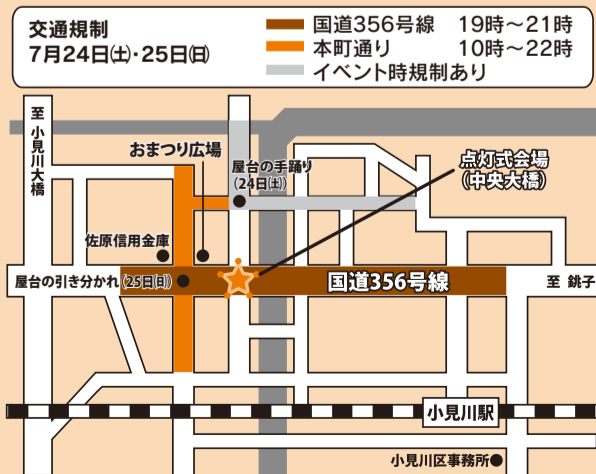 交通規制
7月24日(土)・25日(日)
国道356号線 19時～21時
本町通り 10時～22時
イベント時規制あり
至 小見川大橋
おまつり広場
屋台の手踊り
(24日(土))
点灯式会場
(中央大橋)
佐原信用金庫
屋台の引き分かれ(25日(日))
国道356号線
至 銚子
小見川駅
小見川区事務所